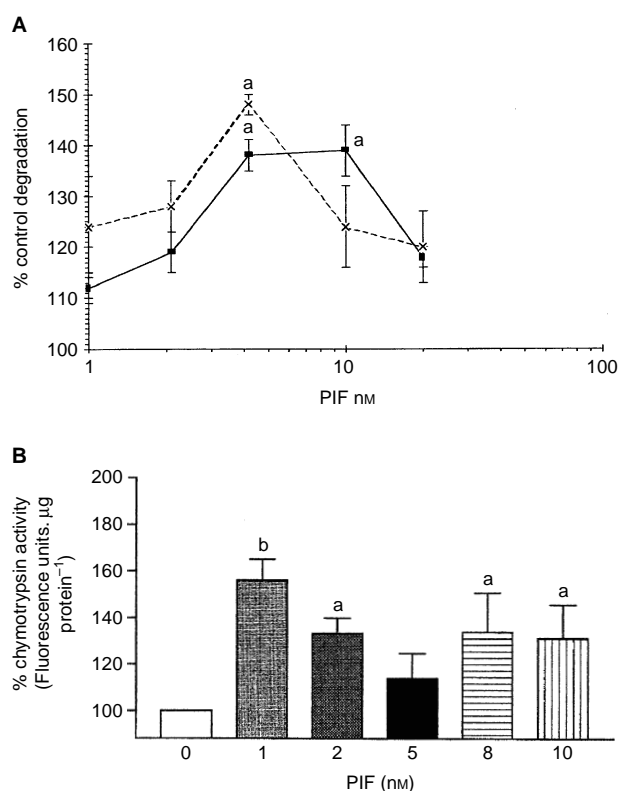 A
160
150
140
130
120
110
100
% control degradation
a
a
a
1
10
100
PIF nM
B
200
180
160
140
120
100
% chymotrypsin activity
(Fluorescence units. µg
protein⁻¹)
b
a
a
a
0 1 2 5 8 10
PIF (nM)